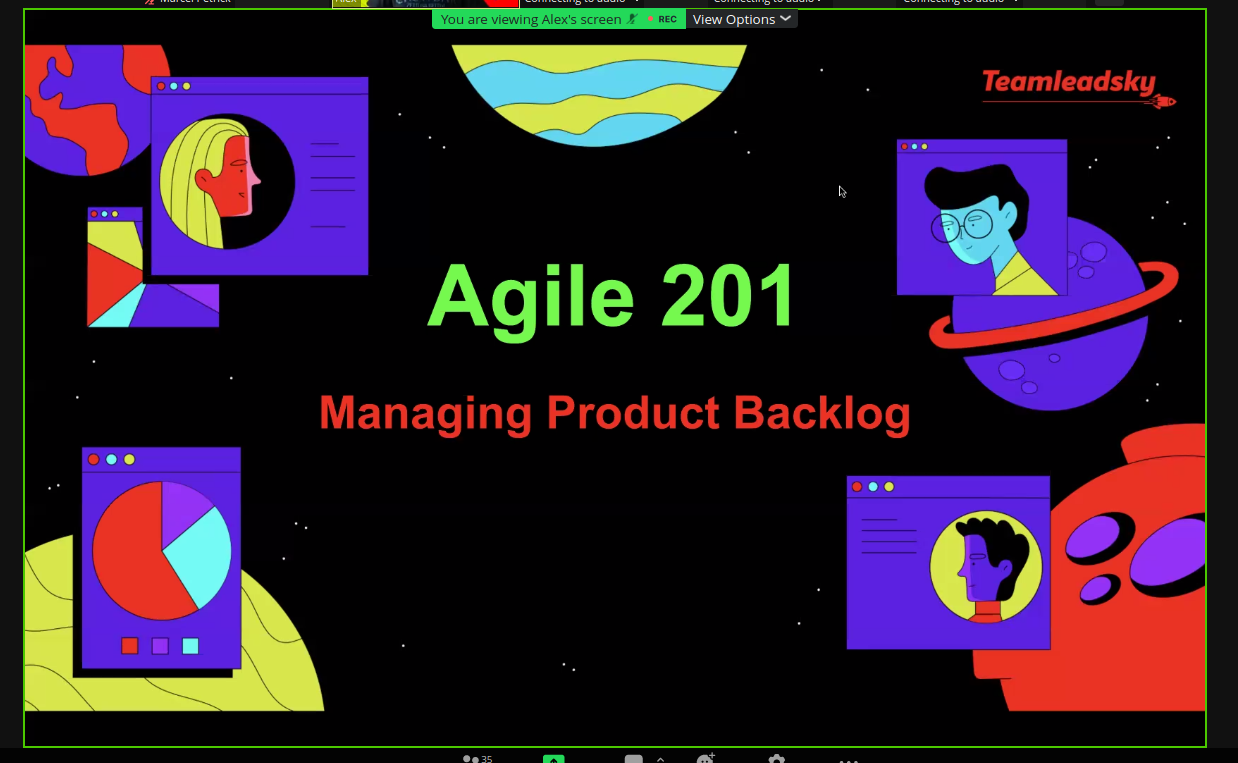 Marcel Petrick
Alex
Connecting to audio
Connecting to audio
Connecting to audio
You are viewing Alex's screen
REC
View Options
Teamleadsky
Agile 201
Managing Product Backlog
35